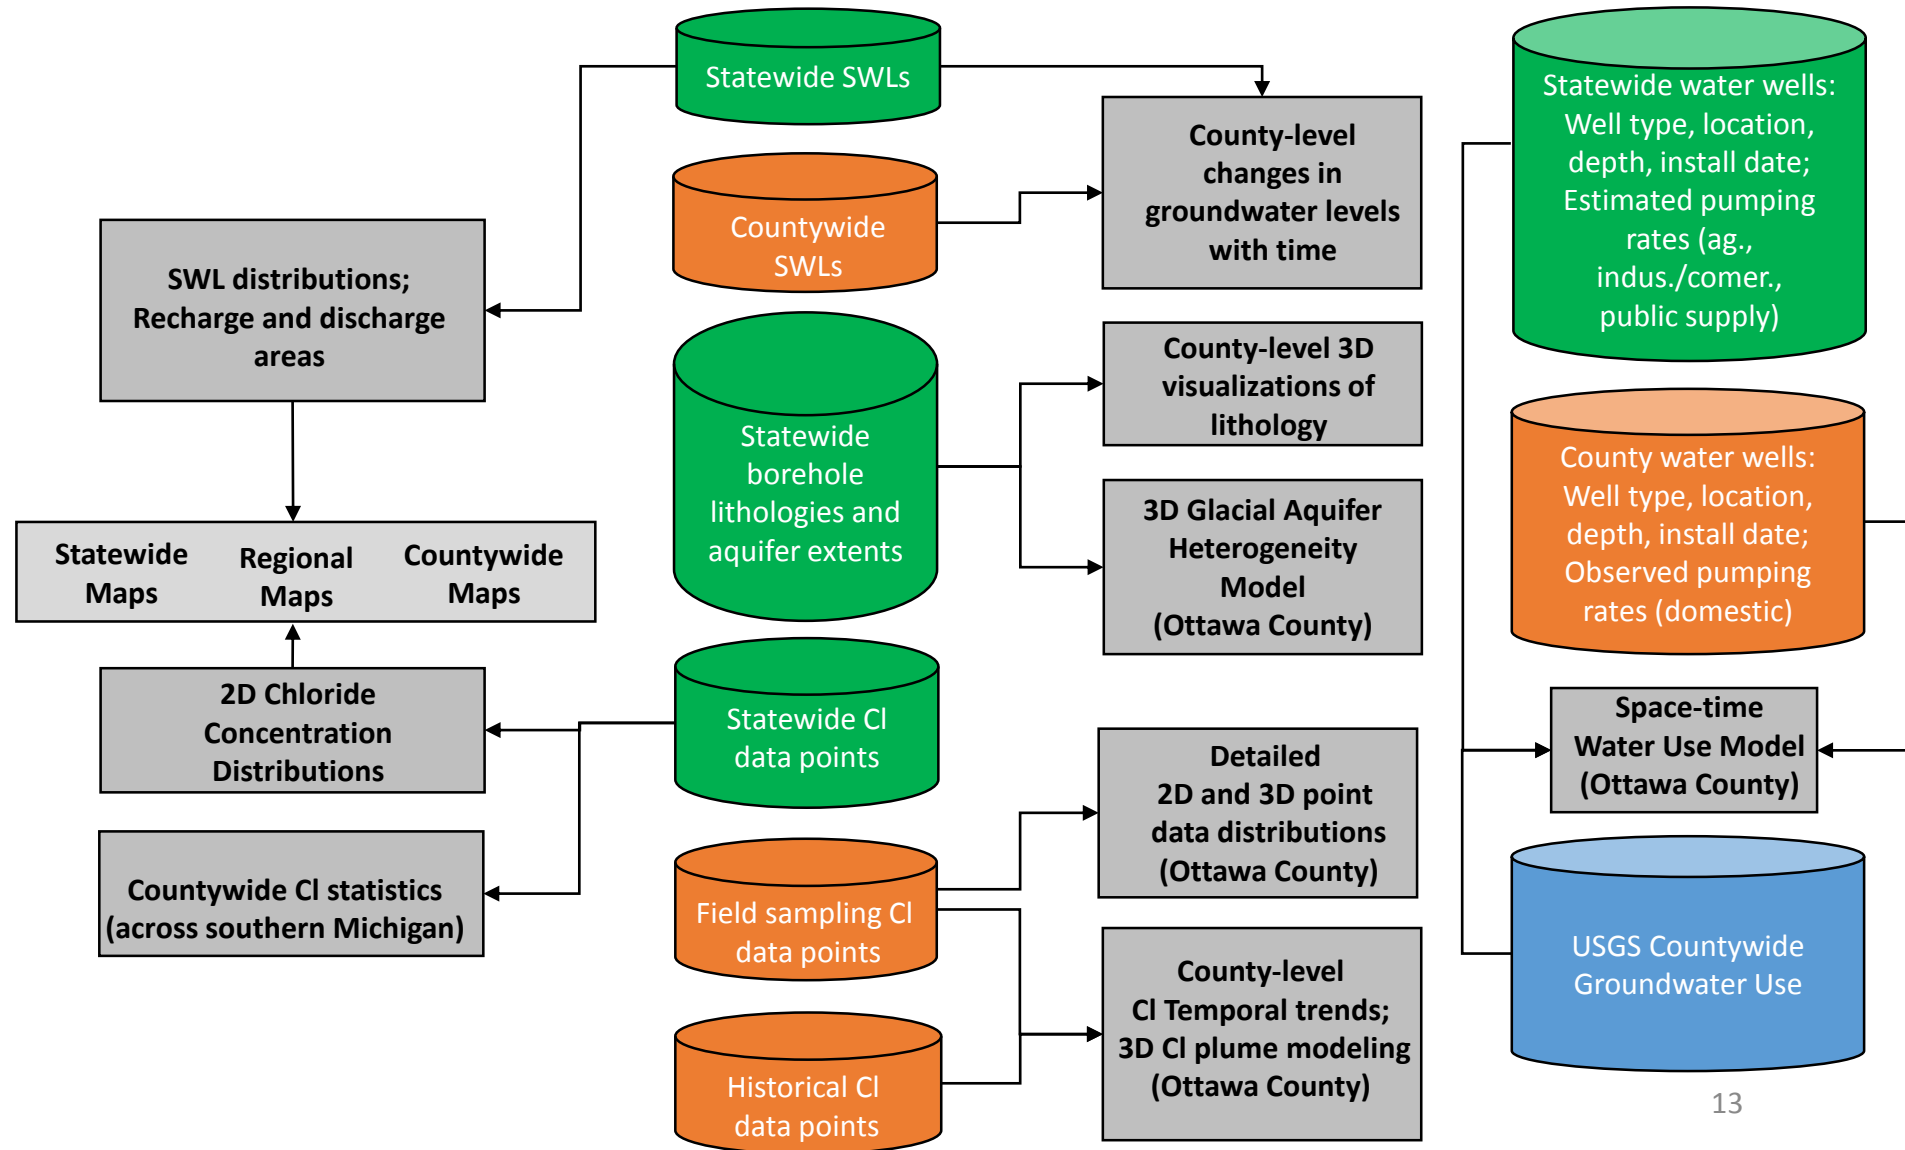 Statewide SWLs
Countywide
SWLs
Statewide
borehole
lithologies and
aquifer extents
Statewide Cl
data points
Field sampling Cl
data points
Historical Cl
data points
SWL distributions;
Recharge and discharge
areas
Statewide
Maps
Regional
Maps
Countywide
Maps
2D Chloride
Concentration
Distributions
Countywide Cl statistics
(across southern Michigan)
County-level
changes in
groundwater levels
with time
County-level 3D
visualizations of
lithology
3D Glacial Aquifer
Heterogeneity
Model
(Ottawa County)
Detailed
2D and 3D point
data distributions
(Ottawa County)
County-level
Cl Temporal trends;
3D Cl plume modeling
(Ottawa County)
Statewide water wells:
Well type, location,
depth, install date;
Estimated pumping
rates (ag.,
indus./comer.,
public supply)
County water wells:
Well type, location,
depth, install date;
Observed pumping
rates (domestic)
Space-time
Water Use Model
(Ottawa County)
USGS Countywide
Groundwater Use
13